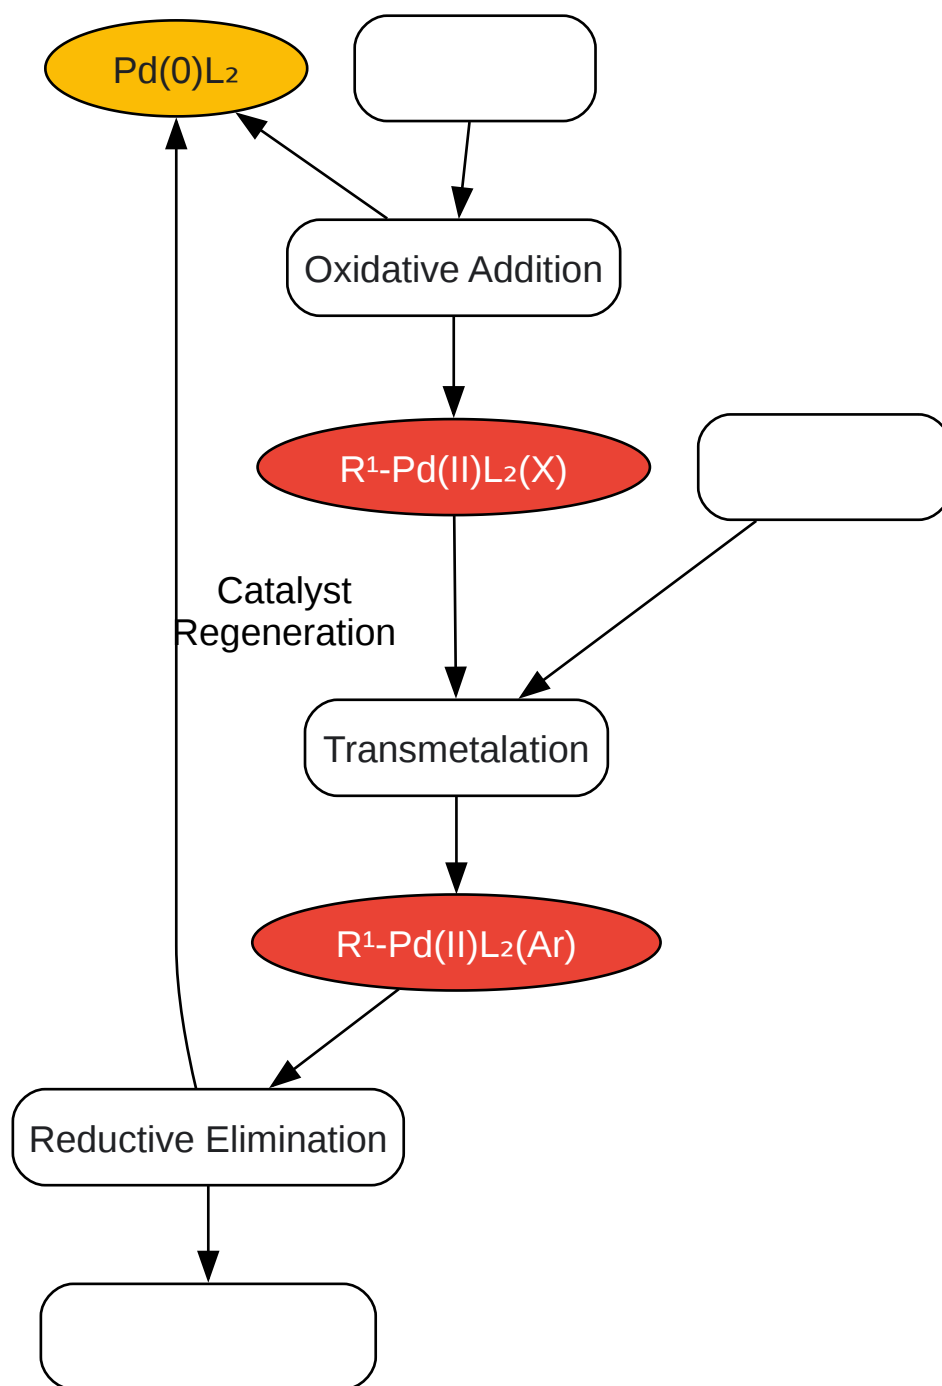 Pd(0)L₂
Oxidative Addition
R¹-Pd(II)L₂(X)
Catalyst
Regeneration
Transmetalation
R¹-Pd(II)L₂(Ar)
Reductive Elimination